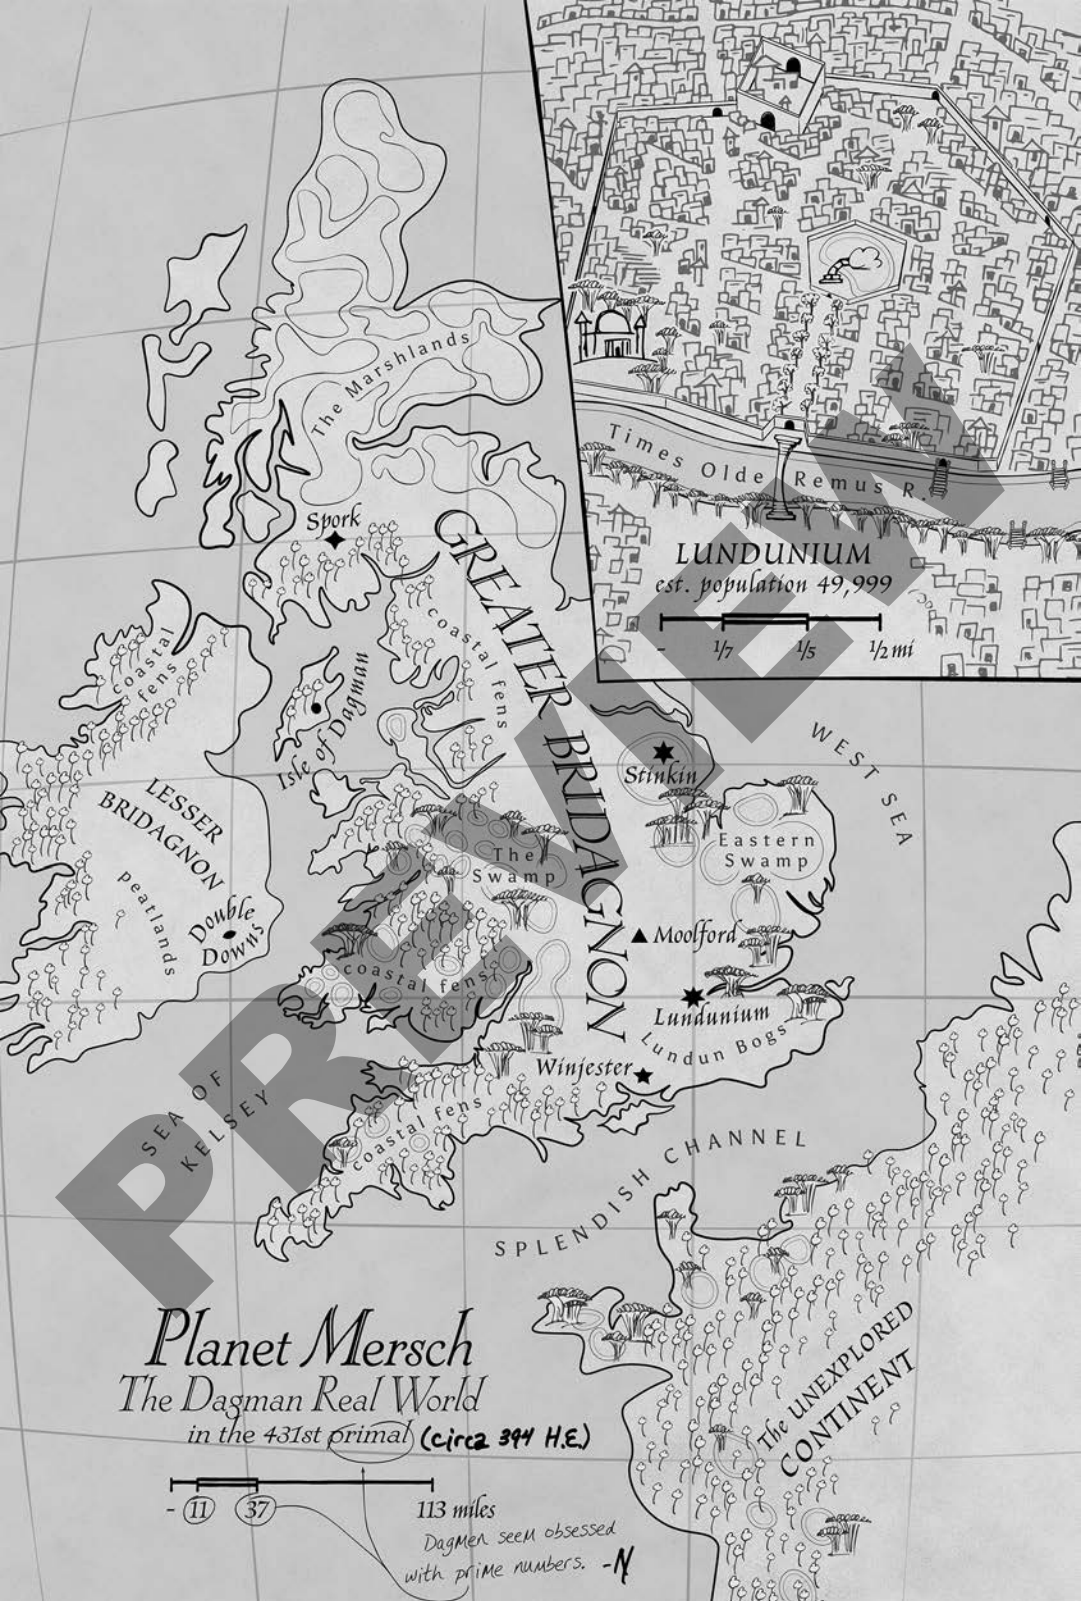 Times Olde Remus R.
LUNDUNIUM
est. population 49,999
- 1/7 1/5 1/2 mi
The Marshlands
Spork
GREATER BRIDAGNON
coastal fens
coastal
fens
Isle of Dagman
WEST SEA
Stinkin
LESSER
BRIDAGNON
Eastern
Swamp
The
Swamp
peatlands
Double
Downs
Moolford
coastal fens
Lundunium
Lundun Bogs
Winjester
SEA OF
KELSEY
coastal fens
SPLENDISH CHANNEL
The UNEXPLORED
CONTINENT
Planet Mersch
The Dagman Real World
in the 431st primal (circa 394 H.E.)
- 11 37 113 miles
Dagmen seem obsessed
with prime numbers. -N
PREVIEW